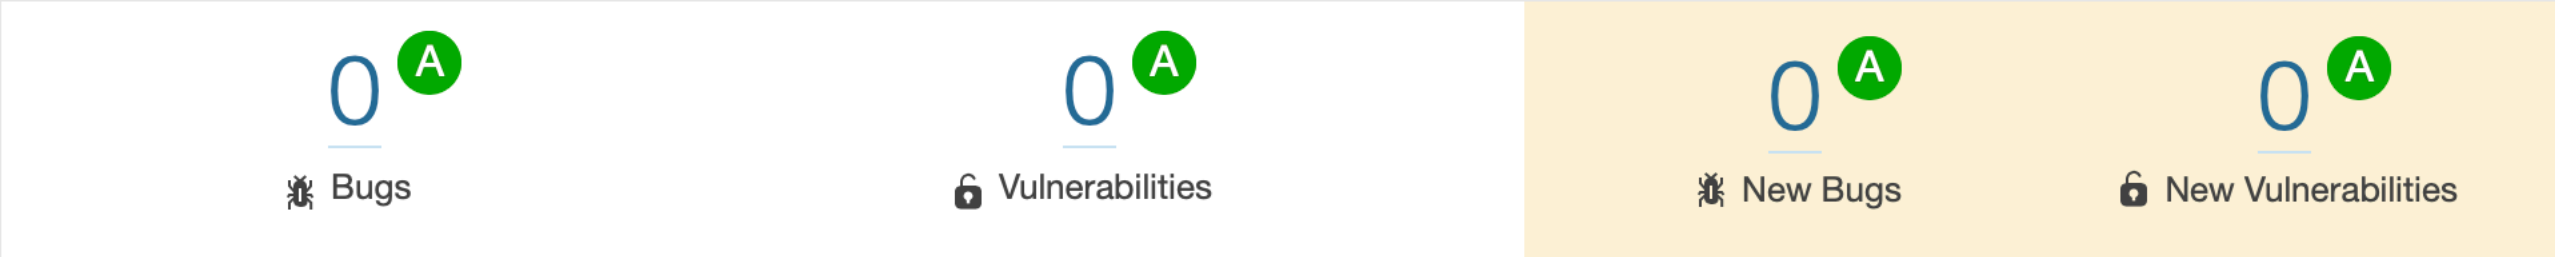 0 A 0 A 0 A 0 A
Bugs Vulnerabilities New Bugs New Vulnerabilities